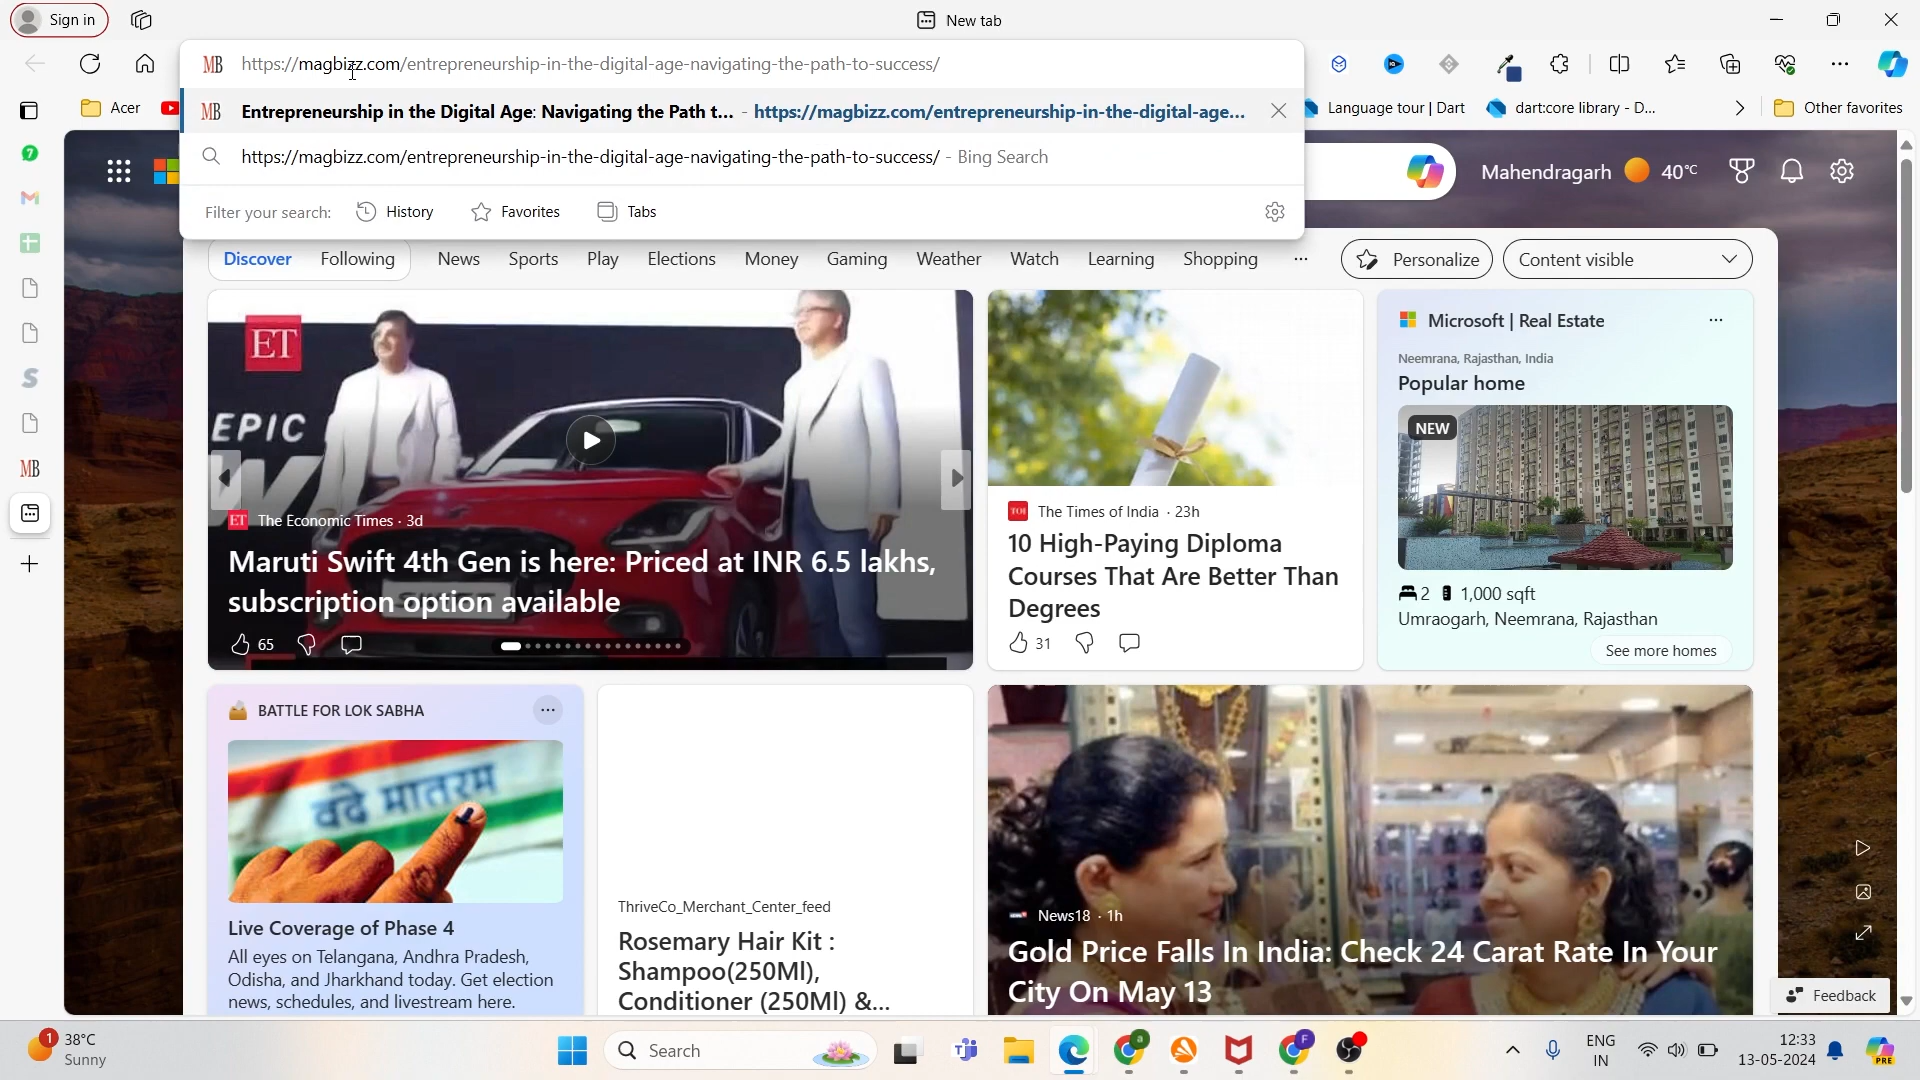 Sign in
New tab
MB https://magbizz.com/entrepreneurship-in-the-digital-age-navigating-the-path-to-success/
MB Entrepreneurship in the Digital Age: Navigating the Path t... - https://magbizz.com/entrepreneurship-in-the-digital-age...
https://magbizz.com/entrepreneurship-in-the-digital-age-navigating-the-path-to-success/ - Bing Search
Filter your search: History Favorites Tabs
Acer
Language tour | Dart
dart:core library - D...
Other favorites
Mahendragarh 40°C
Discover Following News Sports Play Elections Money Gaming Weather Watch Learning Shopping ...
Personalize
Content visible
ET
EPIC
ET The Economic Times · 3d
Maruti Swift 4th Gen is here: Priced at INR 6.5 lakhs,
subscription option available
65
TOI The Times of India · 23h
10 High-Paying Diploma
Courses That Are Better Than
Degrees
31
Microsoft | Real Estate
Neemrana, Rajasthan, India
Popular home
NEW
2 1,000 sqft
Umraogarh, Neemrana, Rajasthan
See more homes
MB
BATTLE FOR LOK SABHA
वंदे मातरम
Live Coverage of Phase 4
All eyes on Telangana, Andhra Pradesh,
Odisha, and Jharkhand today. Get election
news, schedules, and livestream here.
ThriveCo_Merchant_Center_feed
Rosemary Hair Kit :
Shampoo(250Ml),
Conditioner (250Ml) &...
News18 · 1h
Gold Price Falls In India: Check 24 Carat Rate In Your
City On May 13
Feedback
1
38°C
Sunny
Search
ENG
IN
12:33
13-05-2024
PRE